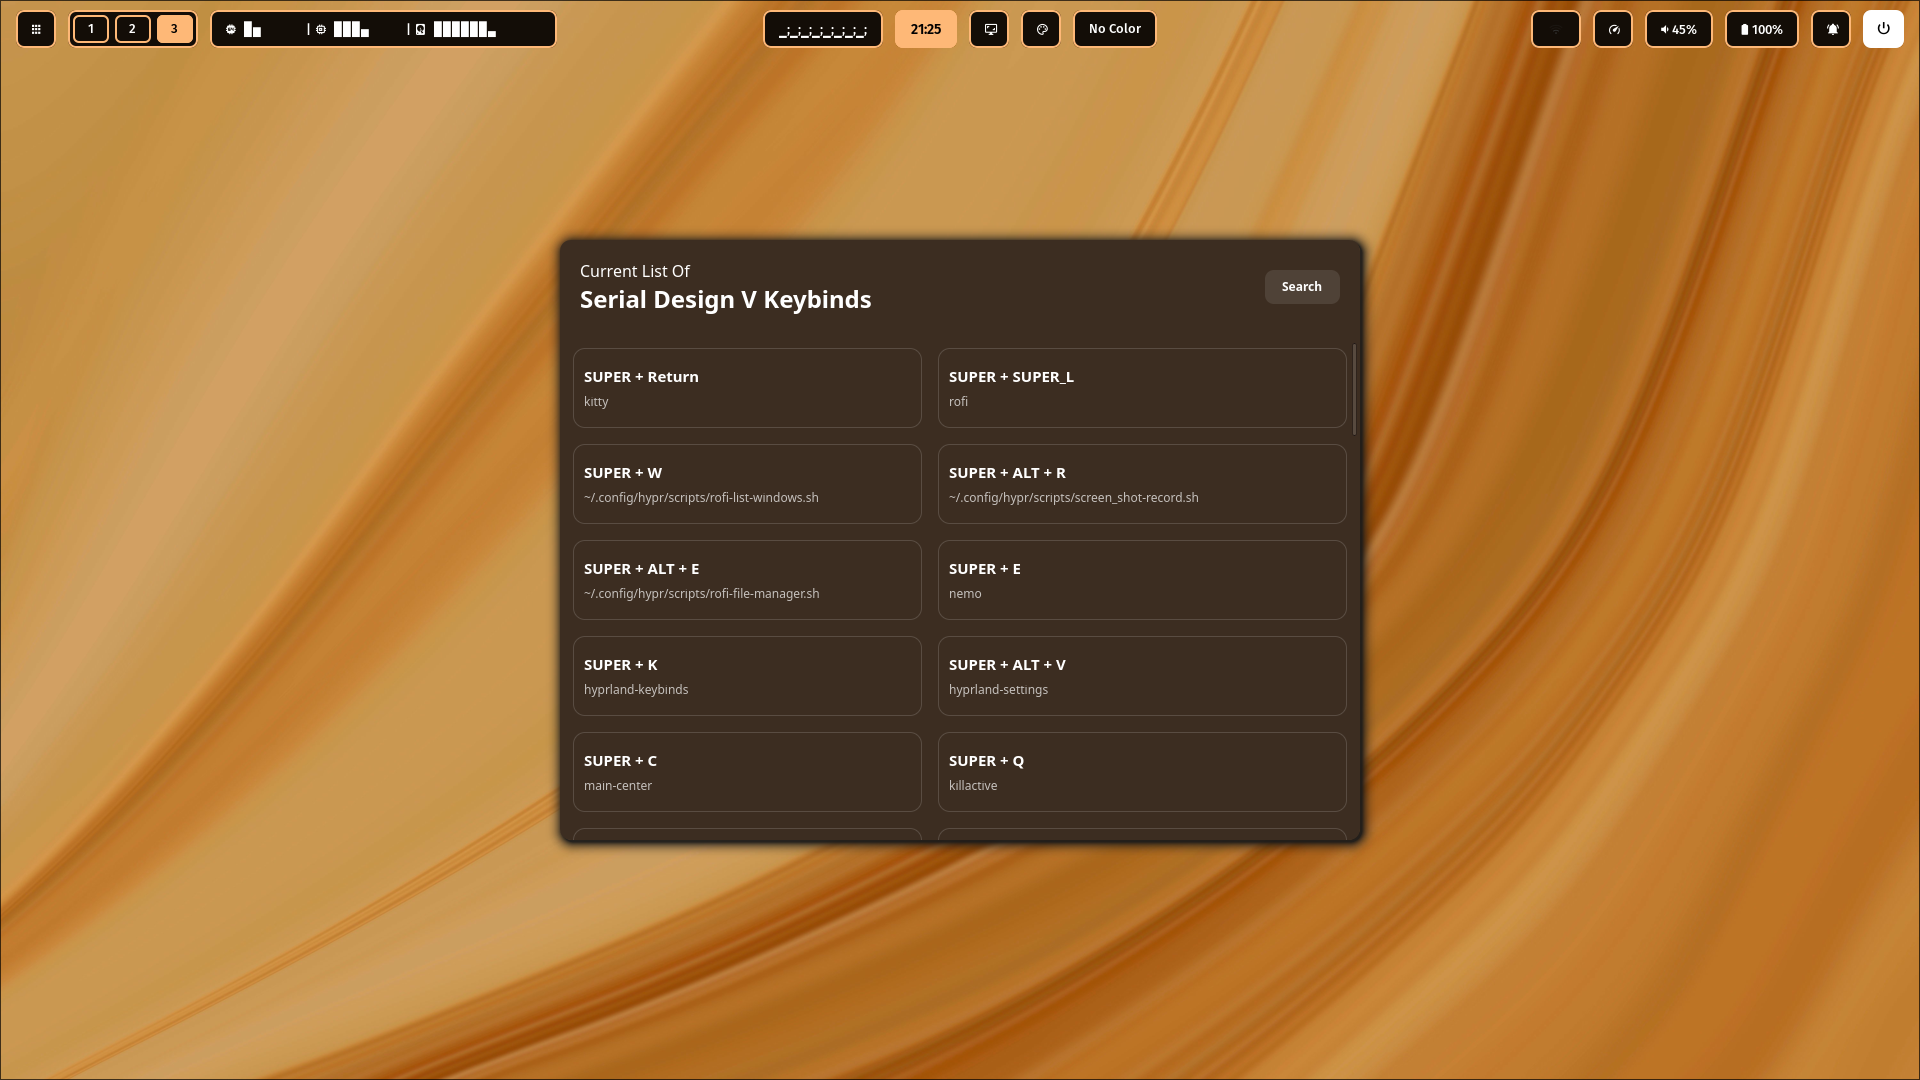 1 2 3
21:25
No Color
45%
100%
Current List Of
Serial Design V Keybinds
Search
SUPER + Return
kitty
SUPER + SUPER_L
rofi
SUPER + W
~/.config/hypr/scripts/rofi-list-windows.sh
SUPER + ALT + R
~/.config/hypr/scripts/screen_shot-record.sh
SUPER + ALT + E
~/.config/hypr/scripts/rofi-file-manager.sh
SUPER + E
nemo
SUPER + K
hyprland-keybinds
SUPER + ALT + V
hyprland-settings
SUPER + C
main-center
SUPER + Q
killactive